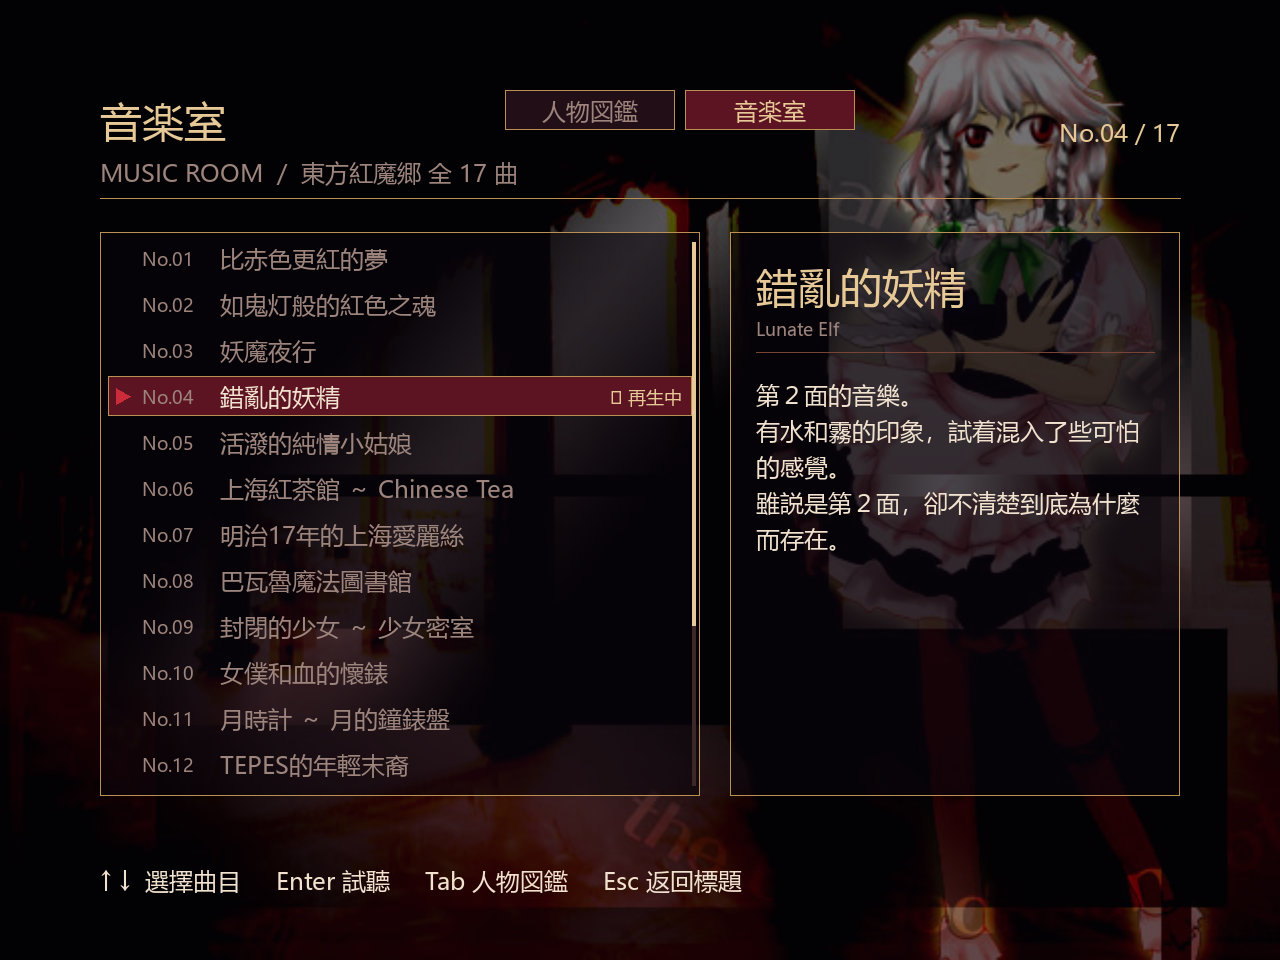 音楽室
人物図鑑
音楽室
No.04 / 17
MUSIC ROOM / 東方紅魔郷 全 17 曲
No.01 比赤色更紅的夢
No.02 如鬼灯般的紅色之魂
No.03 妖魔夜行
No.04 錯亂的妖精 再生中
No.05 活潑的純情小姑娘
No.06 上海紅茶館 ~ Chinese Tea
No.07 明治17年的上海愛麗絲
No.08 巴瓦魯魔法圖書館
No.09 封閉的少女 ~ 少女密室
No.10 女僕和血的懷錶
No.11 月時計 ~ 月的鐘錶盤
No.12 TEPES的年輕末裔
錯亂的妖精
Lunate Elf
第２面的音樂。
有水和霧的印象，試着混入了些可怕
的感覺。
雖説是第２面，卻不清楚到底為什麼
而存在。
the
↑↓ 選擇曲目 Enter 試聽 Tab 人物図鑑 Esc 返回標題